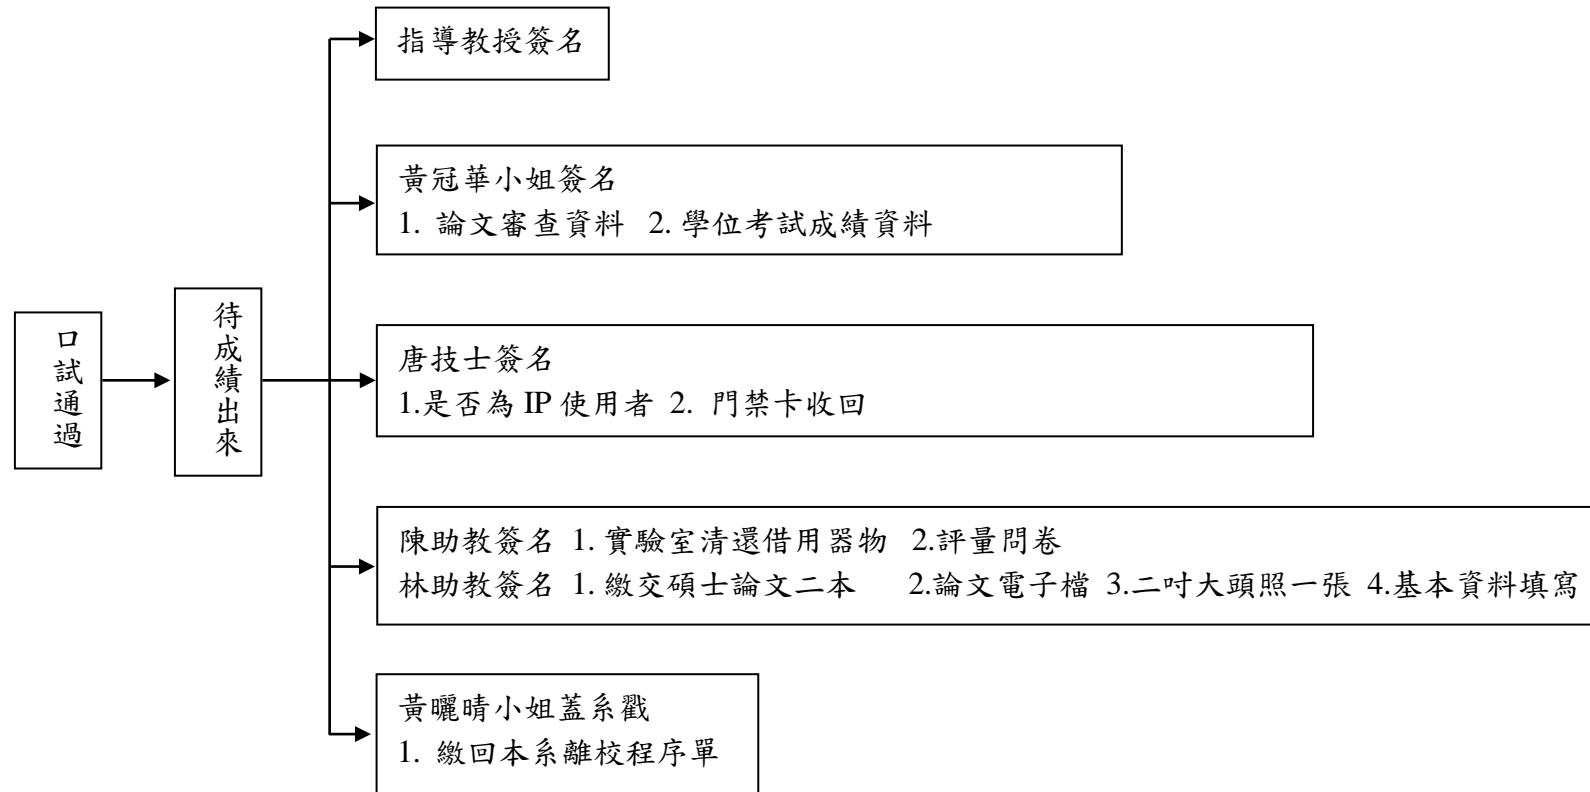 指導教授簽名
黃冠華小姐簽名
1. 論文審查資料 2. 學位考試成績資料
口試通過
待成績出來
唐技士簽名
1.是否為 IP 使用者 2. 門禁卡收回
陳助教簽名 1. 實驗室清還借用器物 2.評量問卷
林助教簽名 1. 繳交碩士論文二本 2.論文電子檔 3.二吋大頭照一張 4.基本資料填寫
黃曬晴小姐蓋系戳
1. 繳回本系離校程序單